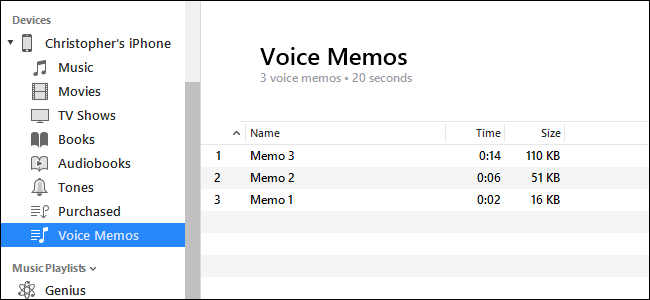 Devices
Christopher's iPhone
Music
Movies
TV Shows
Books
Audiobooks
Tones
Purchased
Voice Memos
Music Playlists
Genius
Voice Memos
3 voice memos • 20 seconds
Name Time Size
1 Memo 3 0:14 110 KB
2 Memo 2 0:06 51 KB
3 Memo 1 0:02 16 KB